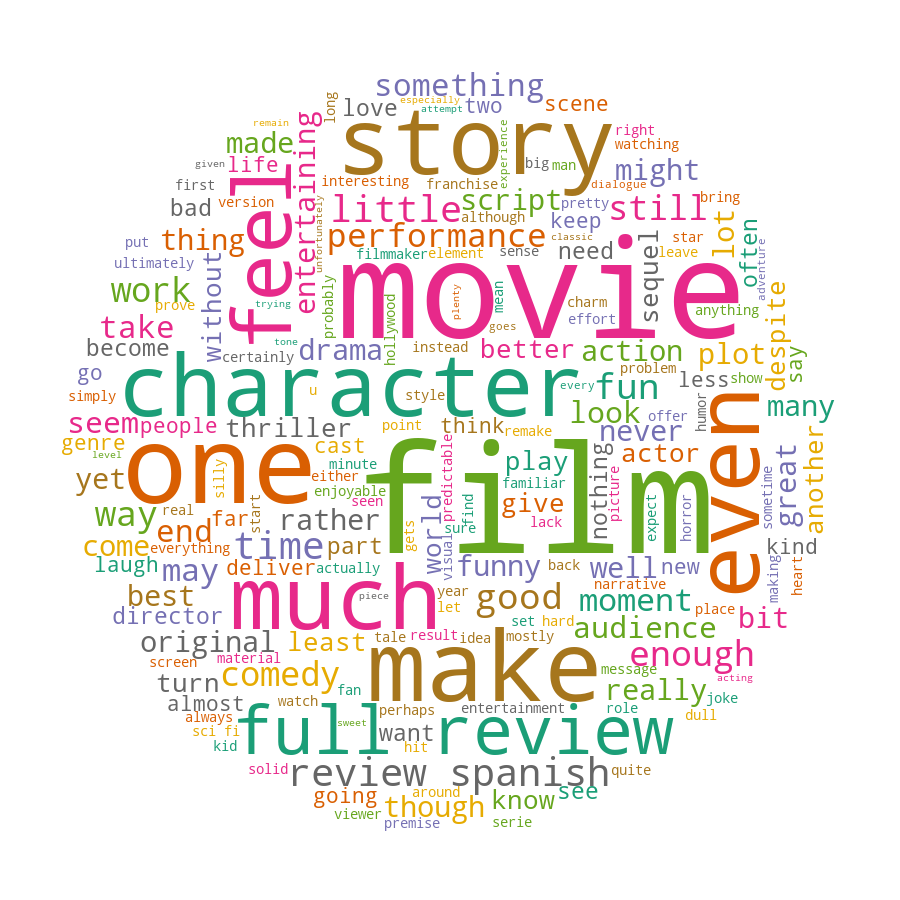 something
especially
long
love
attempt
two
scene
remain
story
experience
right
made
entertaining
watching
given
life
feel
big
man
might
first
interesting
franchise
dialogue
bad
version
unfortunately
little
script
pretty
still
bring
although
keep
lot
often
put
thing
performance
classic
star
ultimately
without
filmmaker
element
sense
need
sequel
leave
adventure
work
movie
prove
trying
probably
hollywood
plenty
mean
charm
despite
take
effort
anything
goes
become
tone
drama
instead
better
action
plot
say
go
certainly
character
every
problem
simply
u
style
fun
less
show
many
seem
people
thriller
point
think
remake
look
offer
humor
never
even
genre
level
one
cast
predictable
film
nothing
actor
great
another
minute
play
yet
silly
either
familiar
enjoyable
seen
world
give
picture
expect
horror
sometime
way
real
start
far
rather
find
lack
end
sure
come
everything
time
part
gets
visual
kind
laugh
may
deliver
actually
funny
back
well
new
making
heart
best
much
piece
year
good
narrative
moment
director
let
set
hard
place
bit
original
least
tale
result
idea
mostly
audience
screen
material
make
enough
turn
comedy
message
acting
fan
really
joke
almost
watch
perhaps
entertainment
role
dull
always
sci fi
full review
sweet
want
kid
hit
solid
review spanish
quite
going
around
though
know
see
viewer
premise
serie